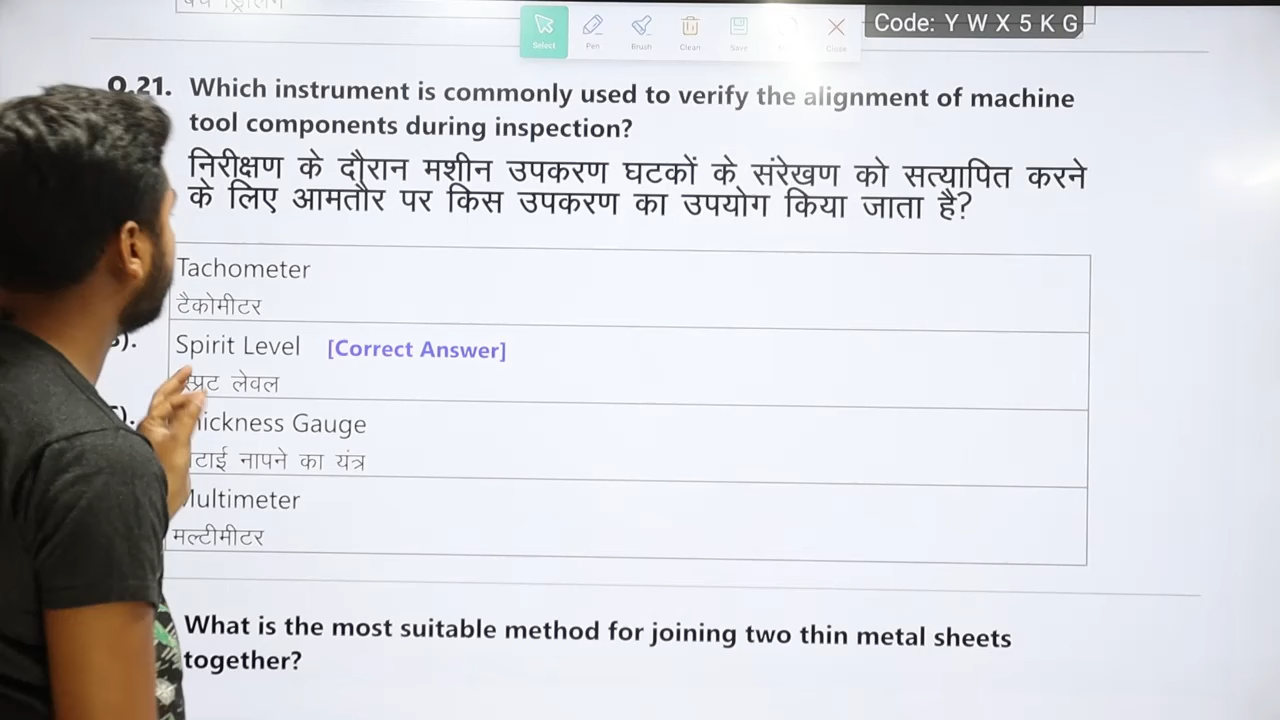 Select
Pen
Brush
Clean
Save
Close
Code: Y W X 5 K G
Q.21. Which instrument is commonly used to verify the alignment of machine
tool components during inspection?
निरीक्षण के दौरान मशीन उपकरण घटकों के संरेखण को सत्यापित करने
के लिए आमतौर पर किस उपकरण का उपयोग किया जाता है?
Tachometer
टैकोमीटर
Spirit Level [Correct Answer]
लेवल
Thickness Gauge
नापने का यंत्र
Multimeter
मल्टीमीटर
What is the most suitable method for joining two thin metal sheets
together?